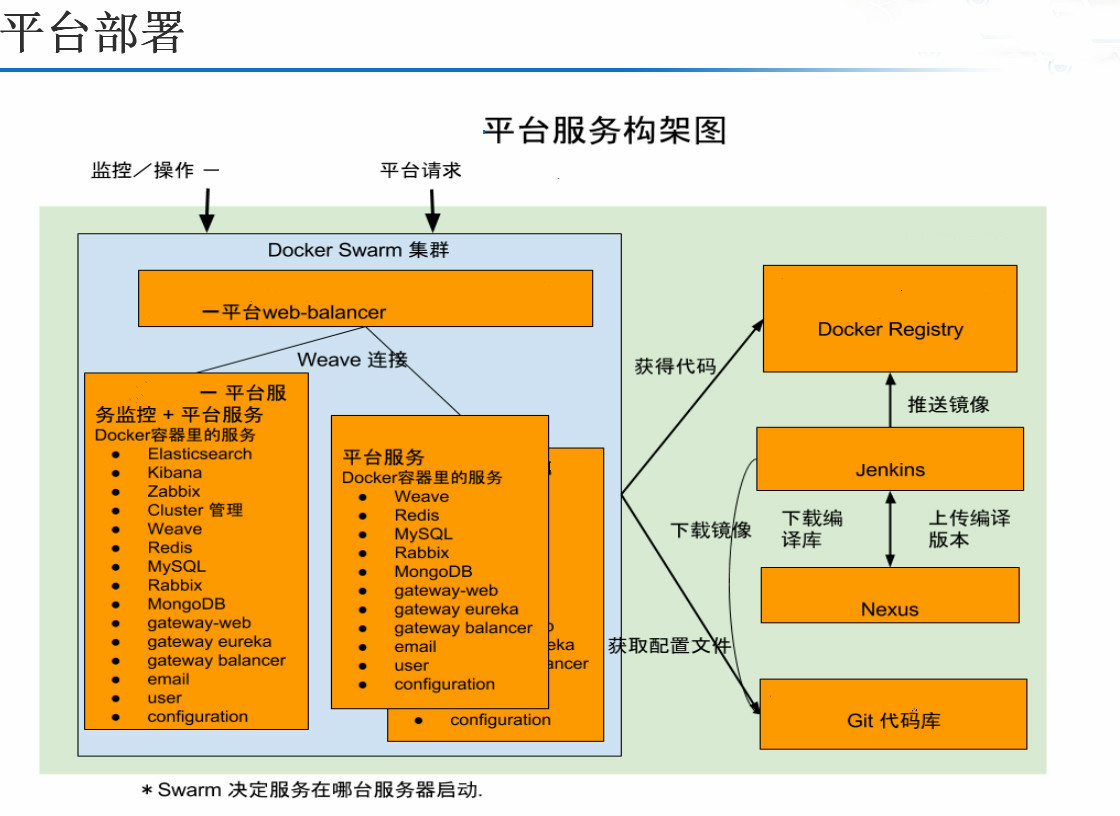 平台部署
平台服务构架图
监控／操作 一
平台请求
Docker Swarm 集群
一平台web-balancer
Weave 连接
一 平台服
务监控 + 平台服务
Docker容器里的服务
● Elasticsearch
● Kibana
● Zabbix
● Cluster 管理
● Weave
● Redis
● MySQL
● Rabbix
● MongoDB
● gateway-web
● gateway eureka
● gateway balancer
● email
● user
● configuration
平台服务
Docker容器里的服务
● Weave
● Redis
● MySQL
● Rabbix
● MongoDB
● gateway-web
● gateway eureka
● gateway balancer
● email
● user
● configuration
eka
ancer
● configuration
获得代码
下载镜像
获取配置文件
Docker Registry
推送镜像
Jenkins
下载编
译库
上传编译
版本
Nexus
Git 代码库
* Swarm 决定服务在哪台服务器启动.